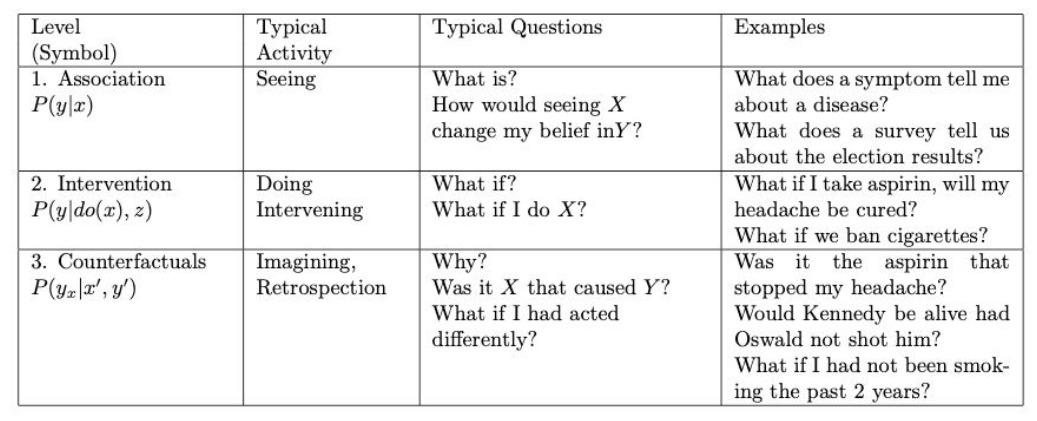 Level
(Symbol)
Typical
Activity
Typical Questions
Examples
1. Association
P(y|x)
Seeing
What is?
How would seeing X
change my belief inY?
What does a symptom tell me
about a disease?
What does a survey tell us
about the election results?
2. Intervention
P(y|do(x), z)
Doing
Intervening
What if?
What if I do X?
What if I take aspirin, will my
headache be cured?
What if we ban cigarettes?
3. Counterfactuals
P(yₓ|x′, y′)
Imagining,
Retrospection
Why?
Was it X that caused Y?
What if I had acted
differently?
Was it the aspirin that
stopped my headache?
Would Kennedy be alive had
Oswald not shot him?
What if I had not been smok-
ing the past 2 years?